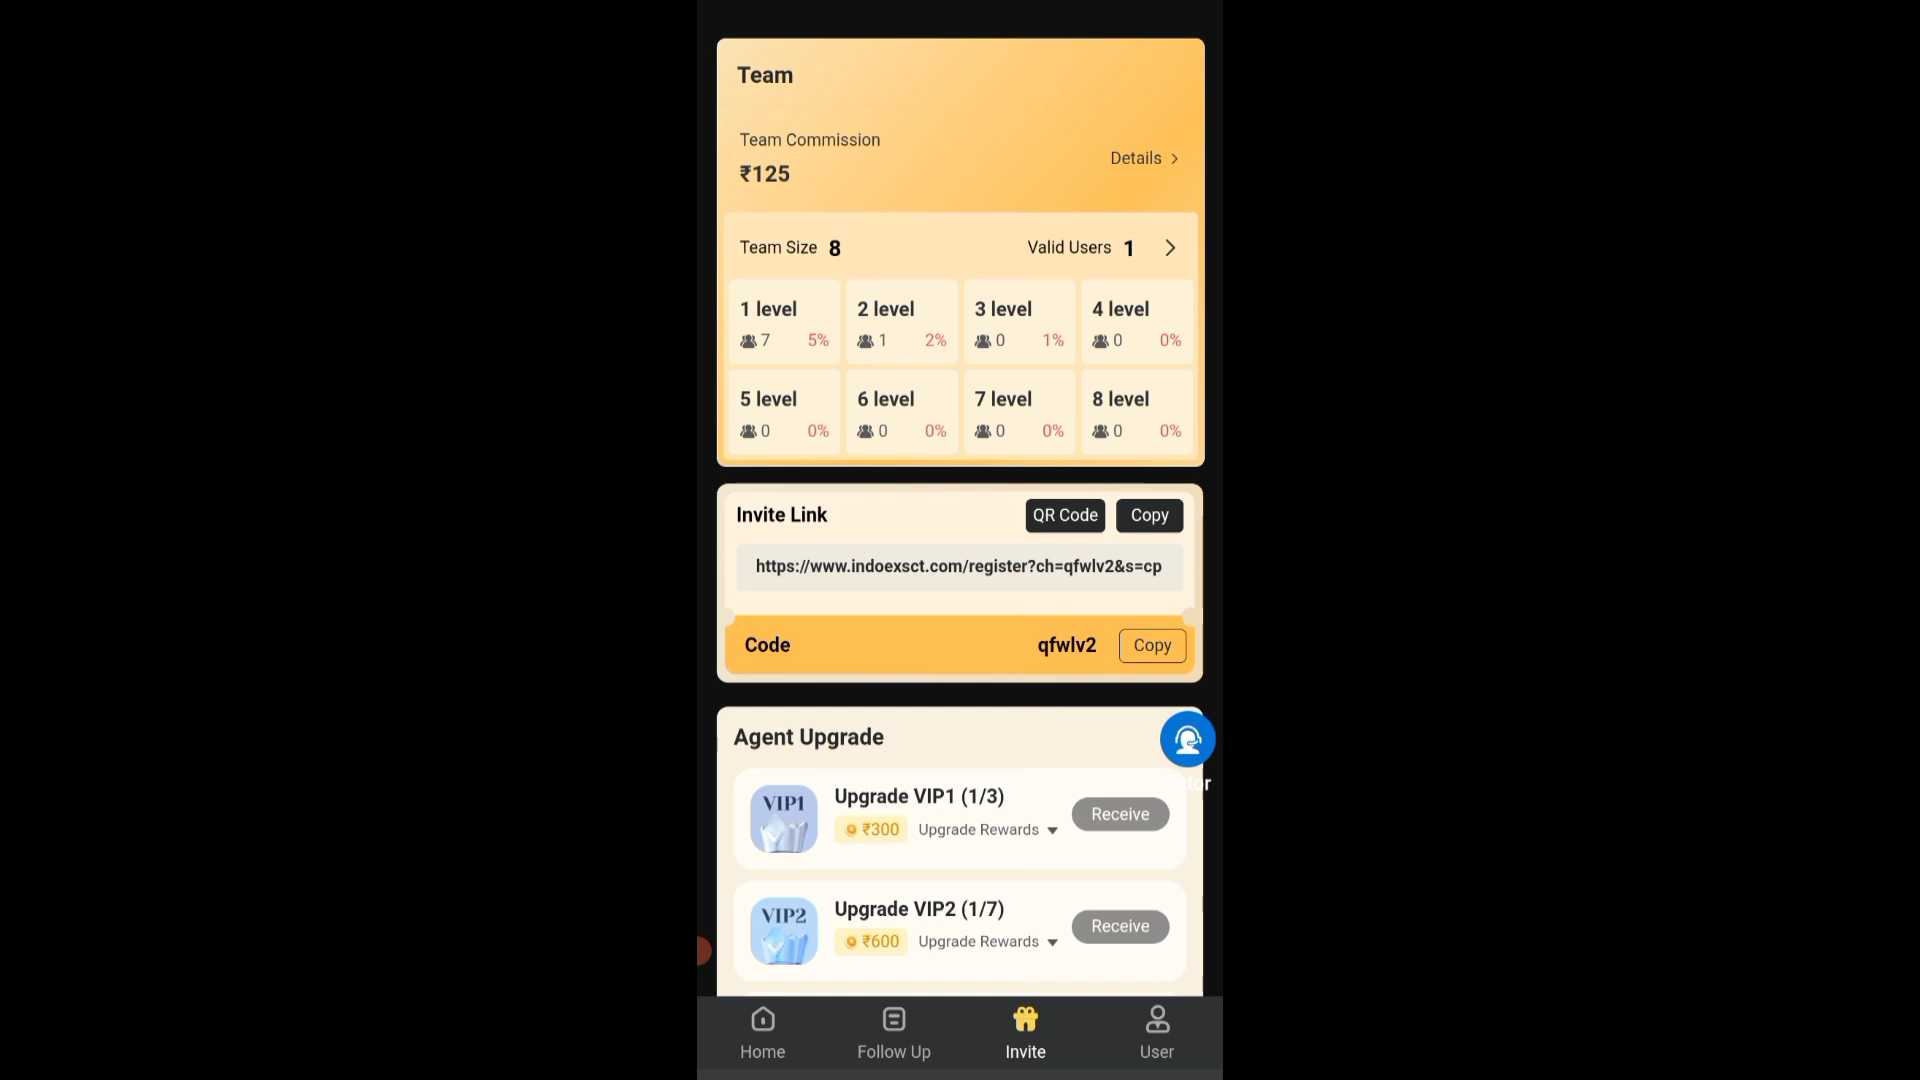 Team
Team Commission
₹125
Details
Team Size 8
Valid Users 1
1 level
7 5%
2 level
1 2%
3 level
0 1%
4 level
0 0%
5 level
0 0%
6 level
0 0%
7 level
0 0%
8 level
0 0%
Invite Link
QR Code
Copy
https://www.indoexsct.com/register?ch=qfwlv2&s=cp
Code
qfwlv2
Copy
Agent Upgrade
VIP1
Upgrade VIP1 (1/3)
₹300 Upgrade Rewards
Receive
VIP2
Upgrade VIP2 (1/7)
₹600 Upgrade Rewards
Receive
Home
Follow Up
Invite
User